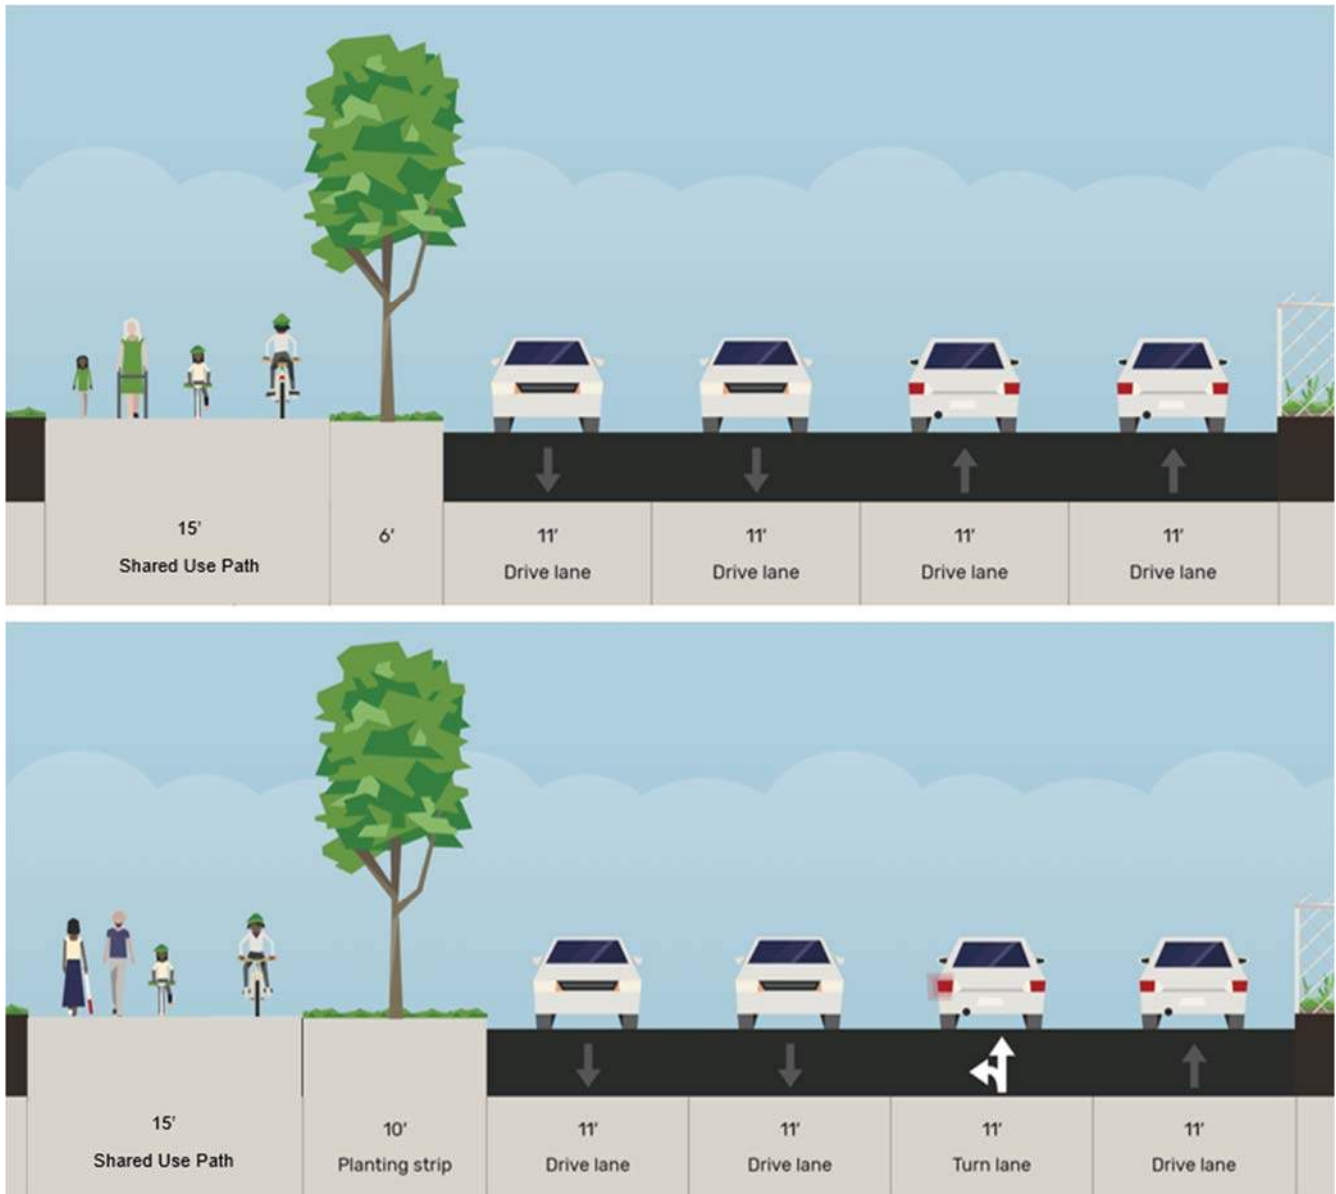 15'
Shared Use Path
6'
11'
Drive lane
11'
Drive lane
11'
Drive lane
11'
Drive lane
15'
Shared Use Path
10'
Planting strip
11'
Drive lane
11'
Drive lane
11'
Turn lane
11'
Drive lane